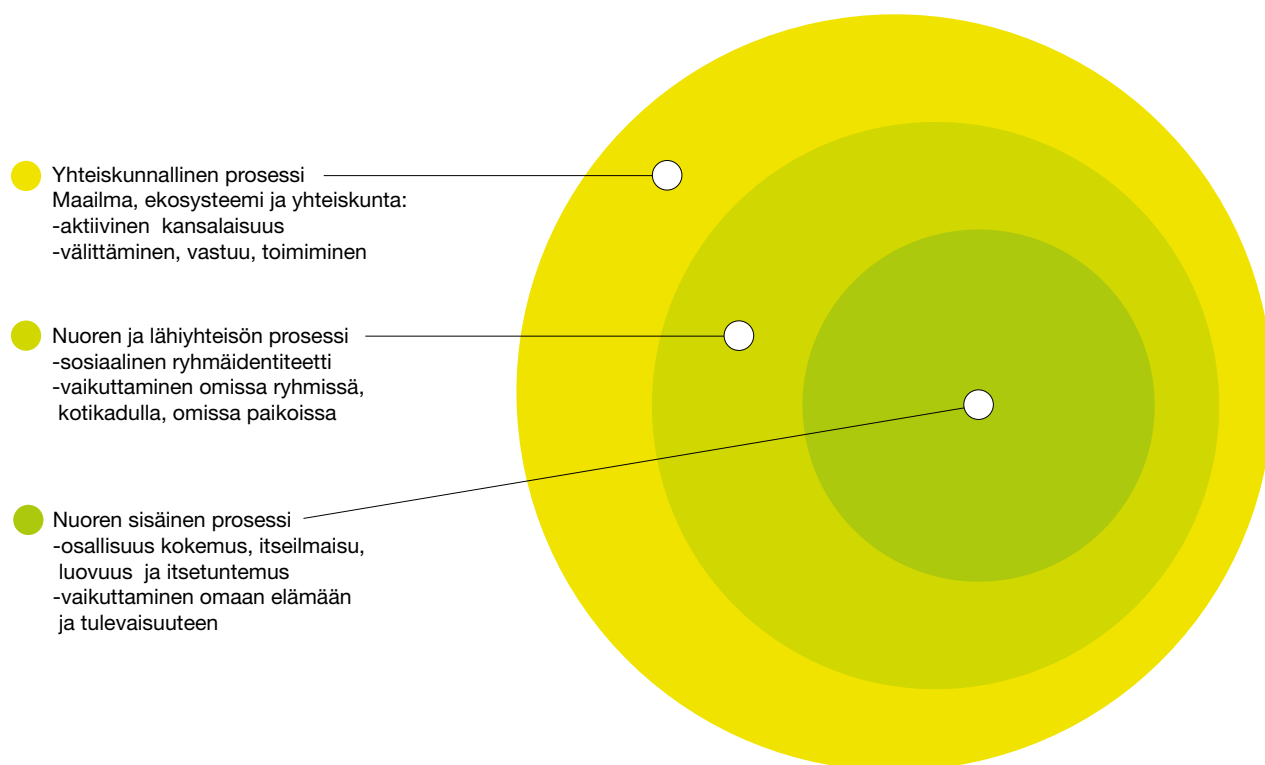 Yhteiskunnallinen prosessi
Maailma, ekosysteemi ja yhteiskunta:
-aktiivinen kansalaisuus
-välittäminen, vastuu, toimiminen
Nuoren ja lähiyhteisön prosessi
-sosiaalinen ryhmäidentiteetti
-vaikuttaminen omissa ryhmissä,
kotikadulla, omissa paikoissa
Nuoren sisäinen prosessi
-osallisuus kokemus, itseilmaisu,
luovuus ja itsetuntemus
-vaikuttaminen omaan elämään
ja tulevaisuuteen